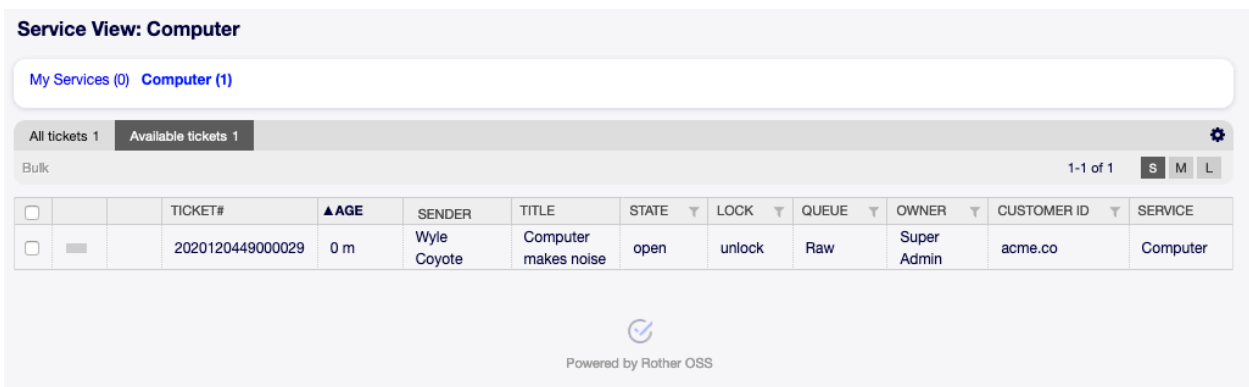 Service View: Computer
My Services (0) Computer (1)
All tickets 1 Available tickets 1
Bulk 1-1 of 1 S M L
TICKET# ▲AGE SENDER TITLE STATE LOCK QUEUE OWNER CUSTOMER ID SERVICE
2020120449000029 0 m Wyle Coyote Computer makes noise open unlock Raw Super Admin acme.co Computer
Powered by Rother OSS